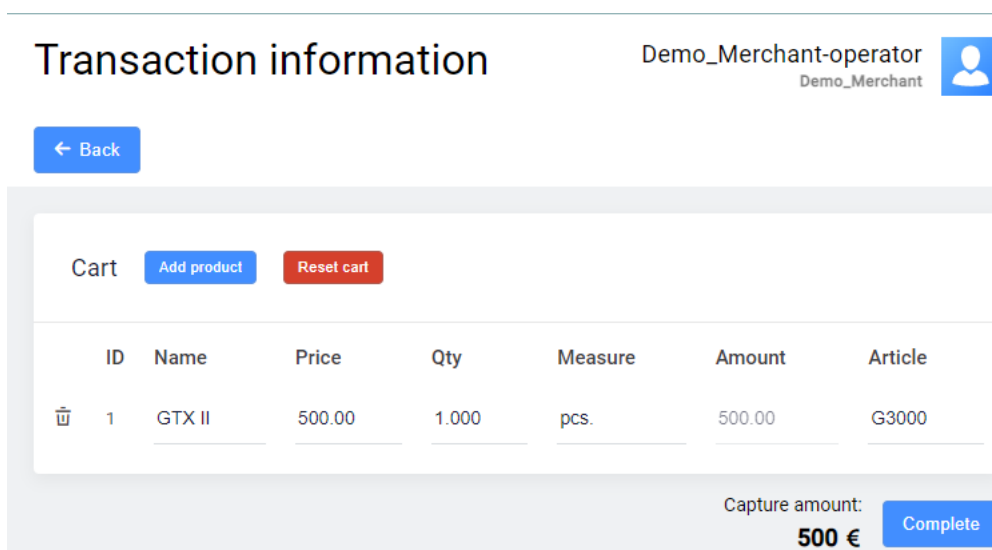 Transaction information
Demo_Merchant-operator
Demo_Merchant
Back
Cart
Add product
Reset cart
ID Name Price Qty Measure Amount Article
1 GTX II 500.00 1.000 pcs. 500.00 G3000
Capture amount:
500 €
Complete